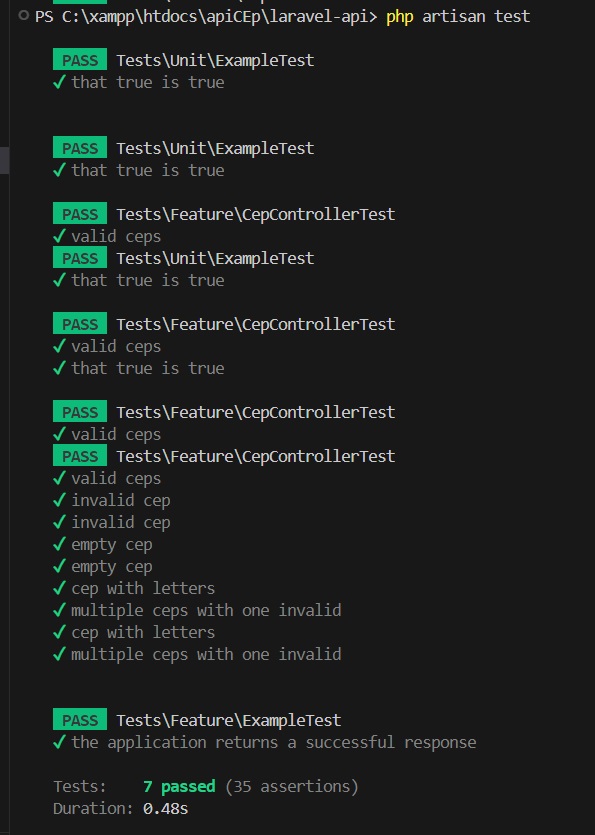 PS C:\xampp\htdocs\apiCEp\laravel-api> php artisan test
PASS Tests\Unit\ExampleTest
✓ that true is true
PASS Tests\Unit\ExampleTest
✓ that true is true
PASS Tests\Feature\CepControllerTest
✓ valid ceps
PASS Tests\Unit\ExampleTest
✓ that true is true
PASS Tests\Feature\CepControllerTest
✓ valid ceps
✓ that true is true
PASS Tests\Feature\CepControllerTest
✓ valid ceps
PASS Tests\Feature\CepControllerTest
✓ valid ceps
✓ invalid cep
✓ invalid cep
✓ empty cep
✓ empty cep
✓ cep with letters
✓ multiple ceps with one invalid
✓ cep with letters
✓ multiple ceps with one invalid
PASS Tests\Feature\ExampleTest
✓ the application returns a successful response
Tests: 7 passed (35 assertions)
Duration: 0.48s